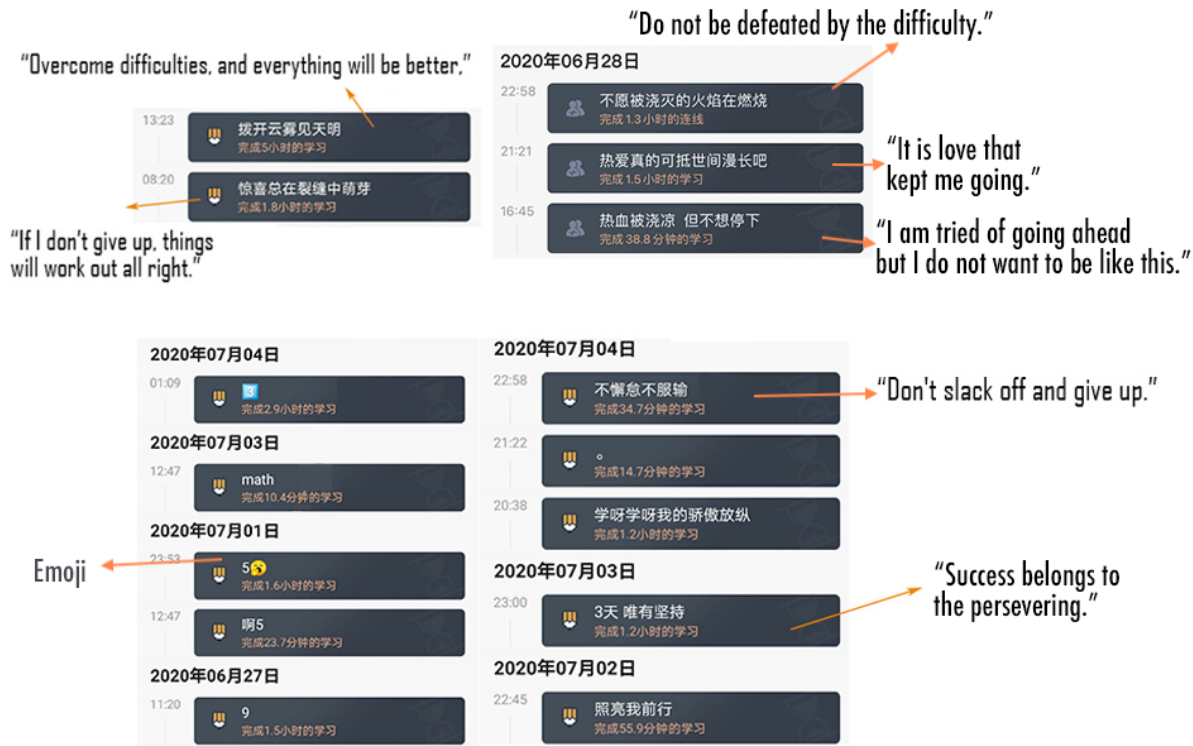 “Do not be defeated by the difficulty.”
“Overcome difficulties, and everything will be better.”
13:23
拨开云雾见天明
完成5小时的学习
08:20
惊喜总在裂缝中萌芽
完成1.8小时的学习
“If I don't give up, things
will work out all right.”
2020年06月28日
22:58
不愿被浇灭的火焰在燃烧
完成1.3小时的连线
21:21
热爱真的可抵世间漫长吧
完成1.5小时的学习
16:45
热血被浇凉 但不想停下
完成38.8分钟的学习
“It is love that
kept me going.”
“I am tried of going ahead
but I do not want to be like this.”
2020年07月04日
01:09
3️⃣
完成2.9小时的学习
2020年07月03日
12:47
math
完成10.4分钟的学习
2020年07月01日
23:53
5
完成1.6小时的学习
Emoji
12:47
啊5
完成23.7分钟的学习
2020年06月27日
11:20
9
完成1.5小时的学习
2020年07月04日
22:58
不懈怠不服输
完成34.7分钟的学习
“Don't slack off and give up.”
21:22
。
完成14.7分钟的学习
20:38
学呀学呀我的骄傲放纵
完成1.2小时的学习
2020年07月03日
23:00
3天 唯有坚持
完成1.2小时的学习
“Success belongs to
the persevering.”
2020年07月02日
22:45
照亮我前行
完成55.9分钟的学习